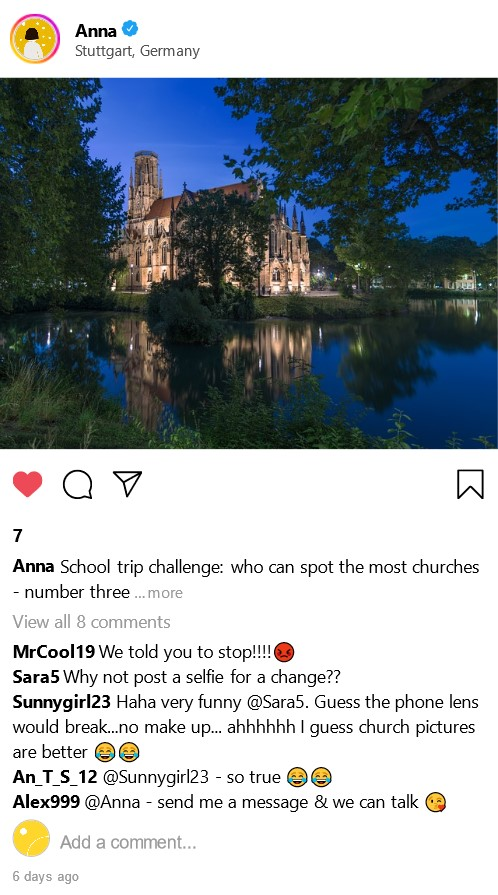 Anna
Stuttgart, Germany
7
Anna School trip challenge: who can spot the most churches
- number three ...more
View all 8 comments
MrCool19 We told you to stop!!!!😡
Sara5 Why not post a selfie for a change??
Sunnygirl23 Haha very funny @Sara5. Guess the phone lens
would break...no make up... ahhhhhh I guess church pictures
are better 😂😂
An_T_S_12 @Sunnygirl23 - so true 😂😂
Alex999 @Anna - send me a message & we can talk 😘
Add a comment...
6 days ago